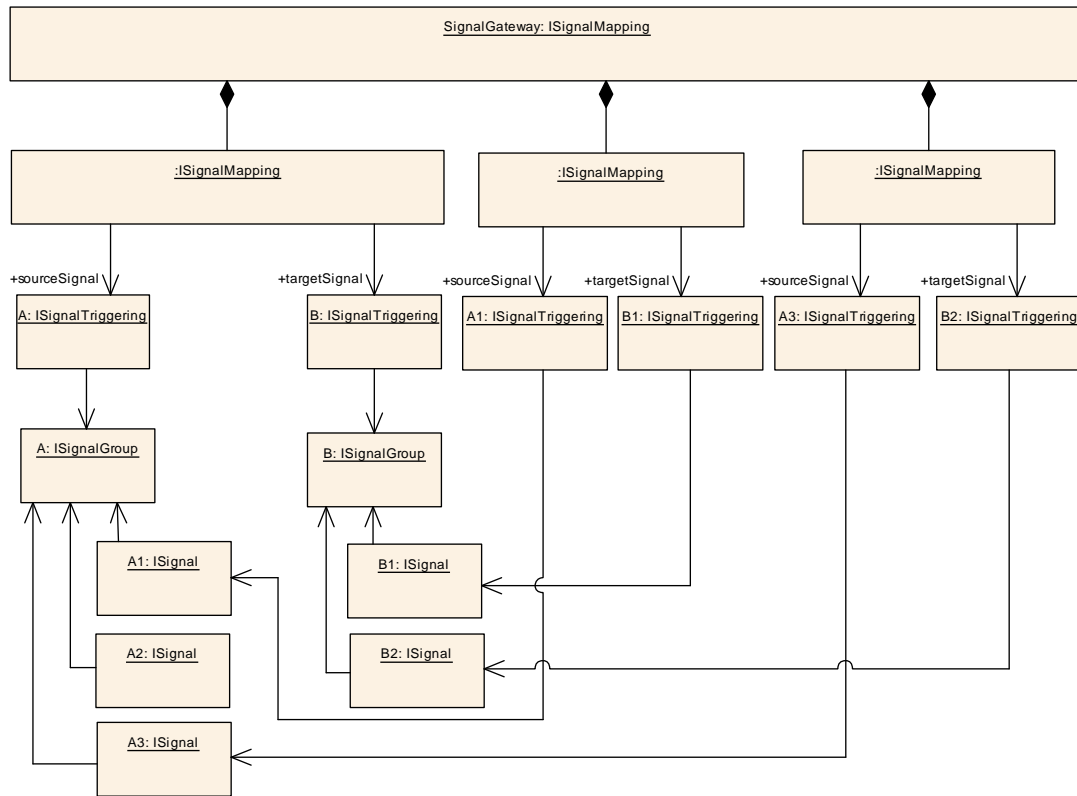 SignalGateway: ISignalMapping
:ISignalMapping
:ISignalMapping
:ISignalMapping
+sourceSignal
+targetSignal
+sourceSignal
+targetSignal
+sourceSignal
+targetSignal
A: ISignalTriggering
B: ISignalTriggering
A1: ISignalTriggering
B1: ISignalTriggering
A3: ISignalTriggering
B2: ISignalTriggering
A: ISignalGroup
B: ISignalGroup
A1: ISignal
B1: ISignal
A2: ISignal
B2: ISignal
A3: ISignal